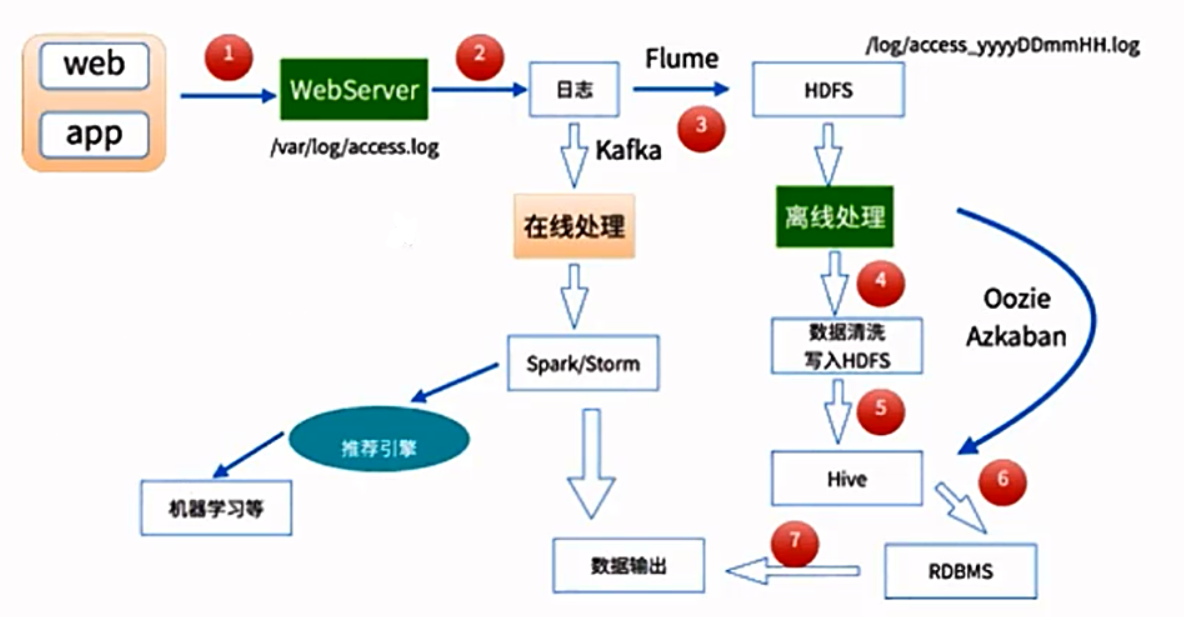 web
app
1
WebServer
/var/log/access.log
2
日志
Flume
3
/log/access_yyyyDDmmHH.log
HDFS
Kafka
在线处理
离线处理
4
Oozie
Azkaban
数据清洗
写入HDFS
Spark/Storm
5
推荐引擎
机器学习等
Hive
6
7
数据输出
RDBMS